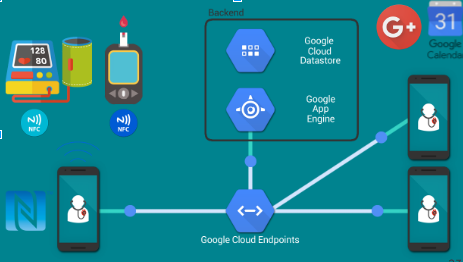 Backend
Google
Cloud
Datastore
Google
App
Engine
G+
31
Google
Calenda
128
80
NFC
NFC
Google Cloud Endpoints